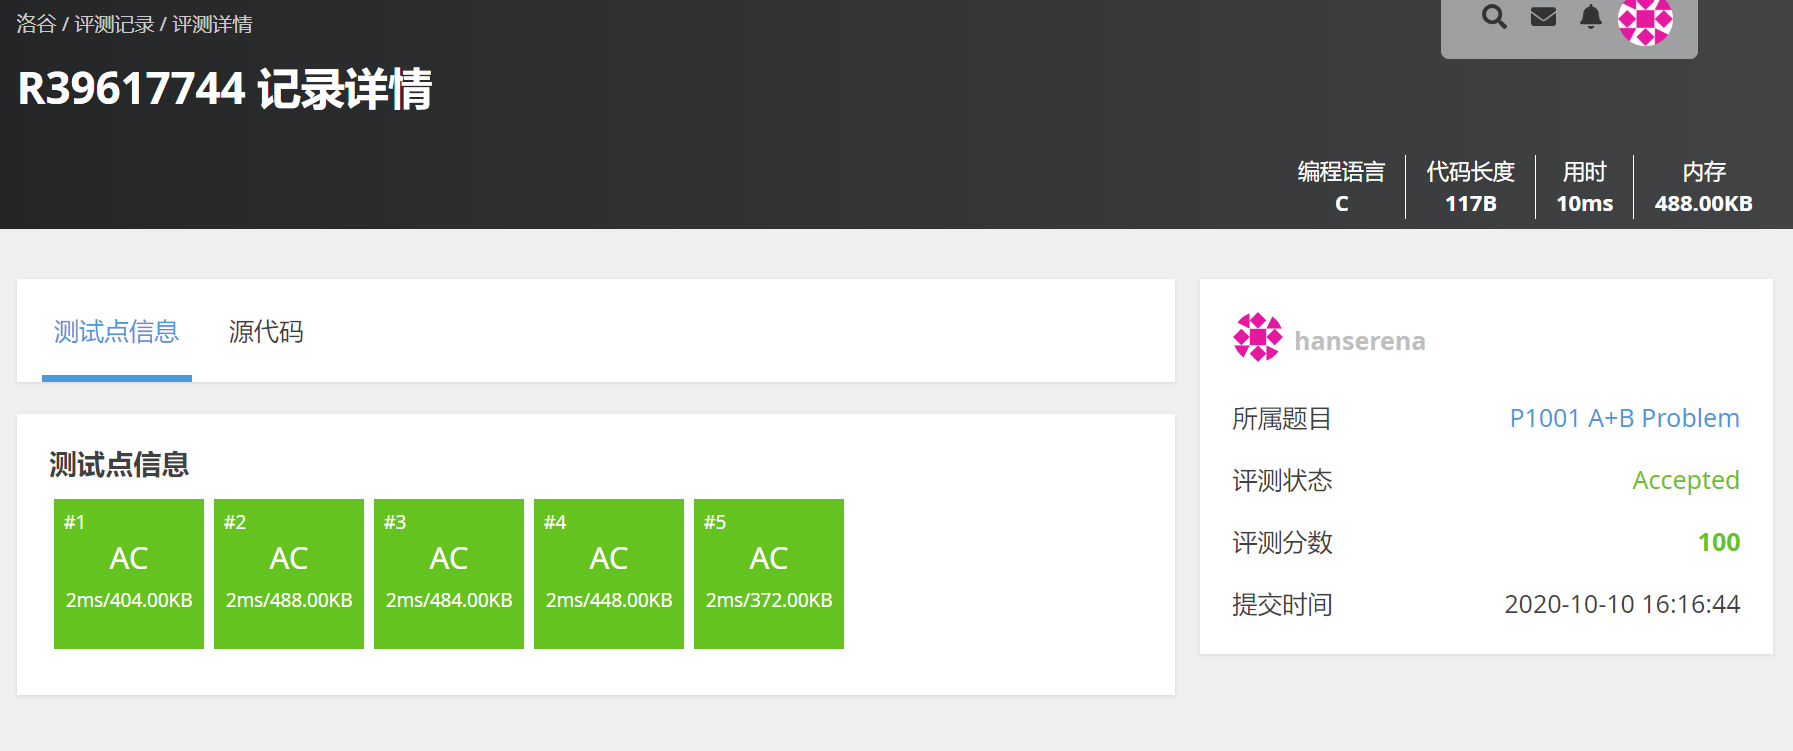 洛谷 / 评测记录 / 评测详情
R39617744 记录详情
编程语言
C
代码长度
117B
用时
10ms
内存
488.00KB
测试点信息
源代码
测试点信息
#1
AC
2ms/404.00KB
#2
AC
2ms/488.00KB
#3
AC
2ms/484.00KB
#4
AC
2ms/448.00KB
#5
AC
2ms/372.00KB
hanserena
所属题目 P1001 A+B Problem
评测状态 Accepted
评测分数 100
提交时间 2020-10-10 16:16:44